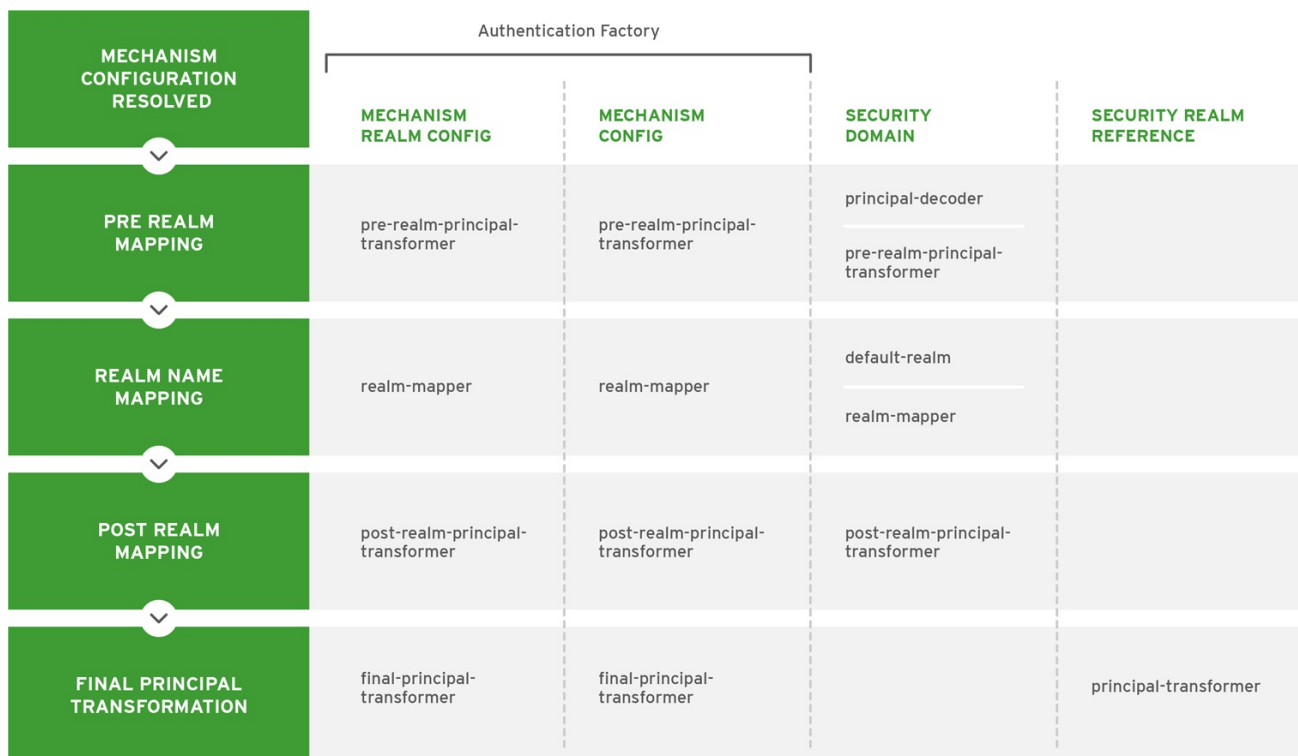 Authentication Factory
MECHANISM
CONFIGURATION
RESOLVED
MECHANISM
REALM CONFIG
MECHANISM
CONFIG
SECURITY
DOMAIN
SECURITY REALM
REFERENCE
PRE REALM
MAPPING
pre-realm-principal-
transformer
pre-realm-principal-
transformer
principal-decoder
pre-realm-principal-
transformer
REALM NAME
MAPPING
realm-mapper
realm-mapper
default-realm
realm-mapper
POST REALM
MAPPING
post-realm-principal-
transformer
post-realm-principal-
transformer
post-realm-principal-
transformer
FINAL PRINCIPAL
TRANSFORMATION
final-principal-
transformer
final-principal-
transformer
principal-transformer